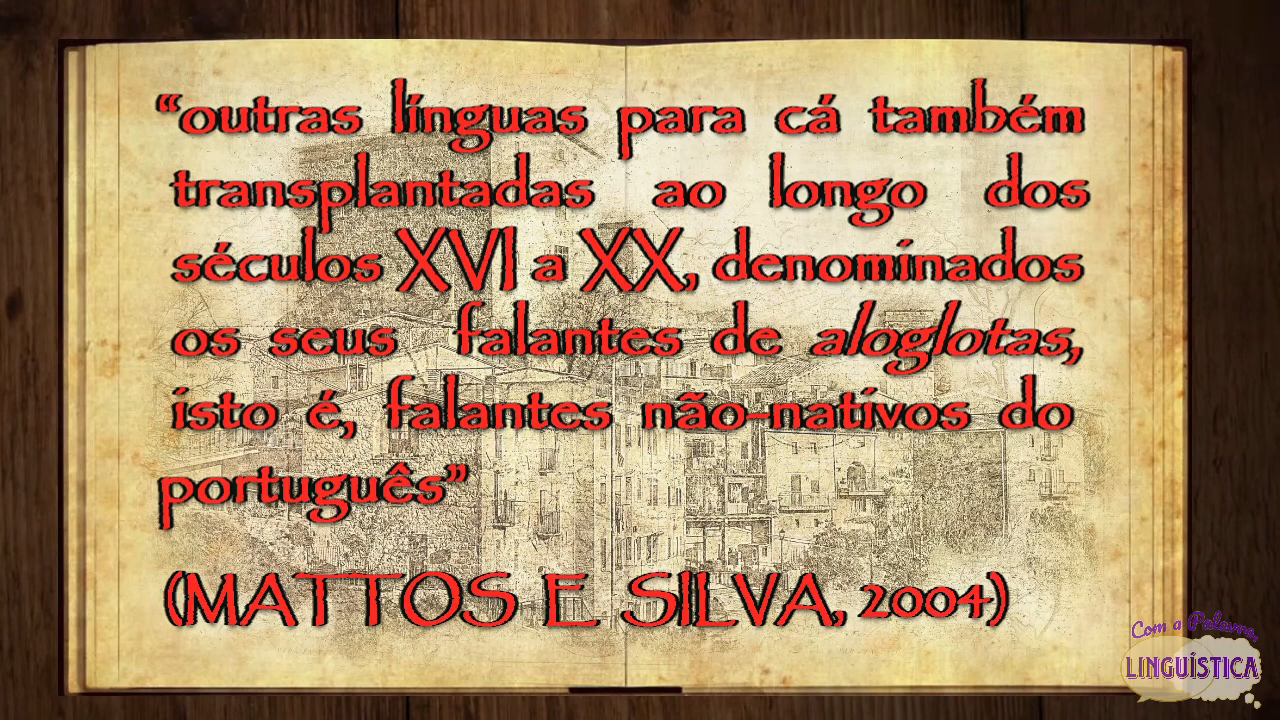 “outras línguas para cá também
transplantadas ao longo dos
séculos XVI a XX, denominados
os seus falantes de aloglotas,
isto é, falantes não-nativos do
português”
(MATTOS E SILVA, 2004)
Com a Palavra,
LINGUÍSTICA